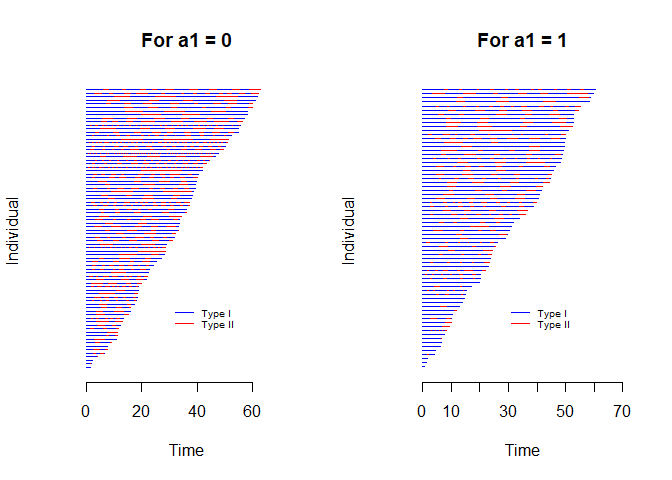 For a1 = 0
Individual
Type I
Type II
0 20 40 60
Time
For a1 = 1
Individual
Type I
Type II
0 10 30 50 70
Time